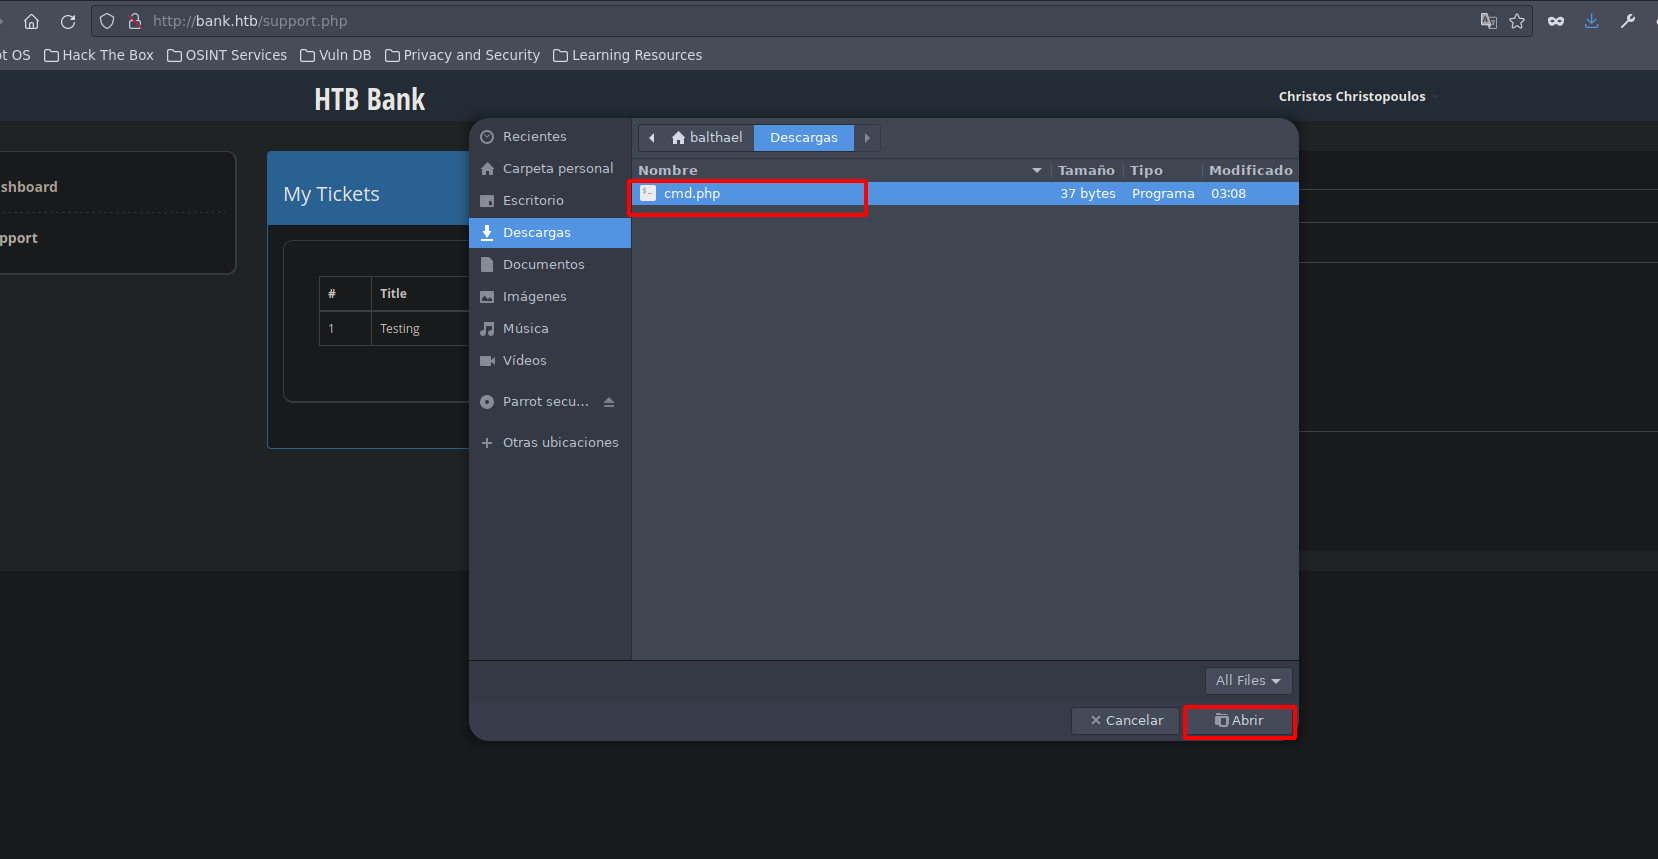 http://bank.htb/support.php
ot OS Hack The Box OSINT Services Vuln DB Privacy and Security Learning Resources
HTB Bank
Christos Christopoulos
shboard
pport
My Tickets
# Title
1 Testing
Recientes
Carpeta personal
Escritorio
Descargas
Documentos
Imágenes
Música
Vídeos
Parrot secu...
Otras ubicaciones
balthael Descargas
Nombre Tamaño Tipo Modificado
cmd.php 37 bytes Programa 03:08
All Files
Cancelar Abrir